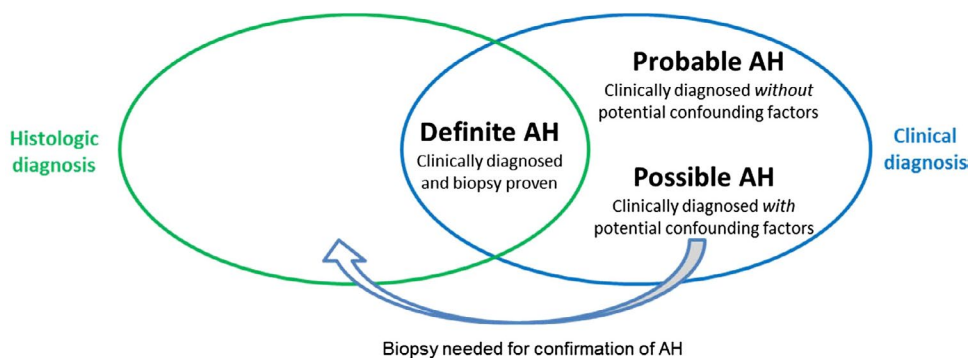 Histologic
diagnosis
Definite AH
Clinically diagnosed
and biopsy proven
Probable AH
Clinically diagnosed without
potential confounding factors
Possible AH
Clinically diagnosed with
potential confounding factors
Clinical
diagnosis
Biopsy needed for confirmation of AH